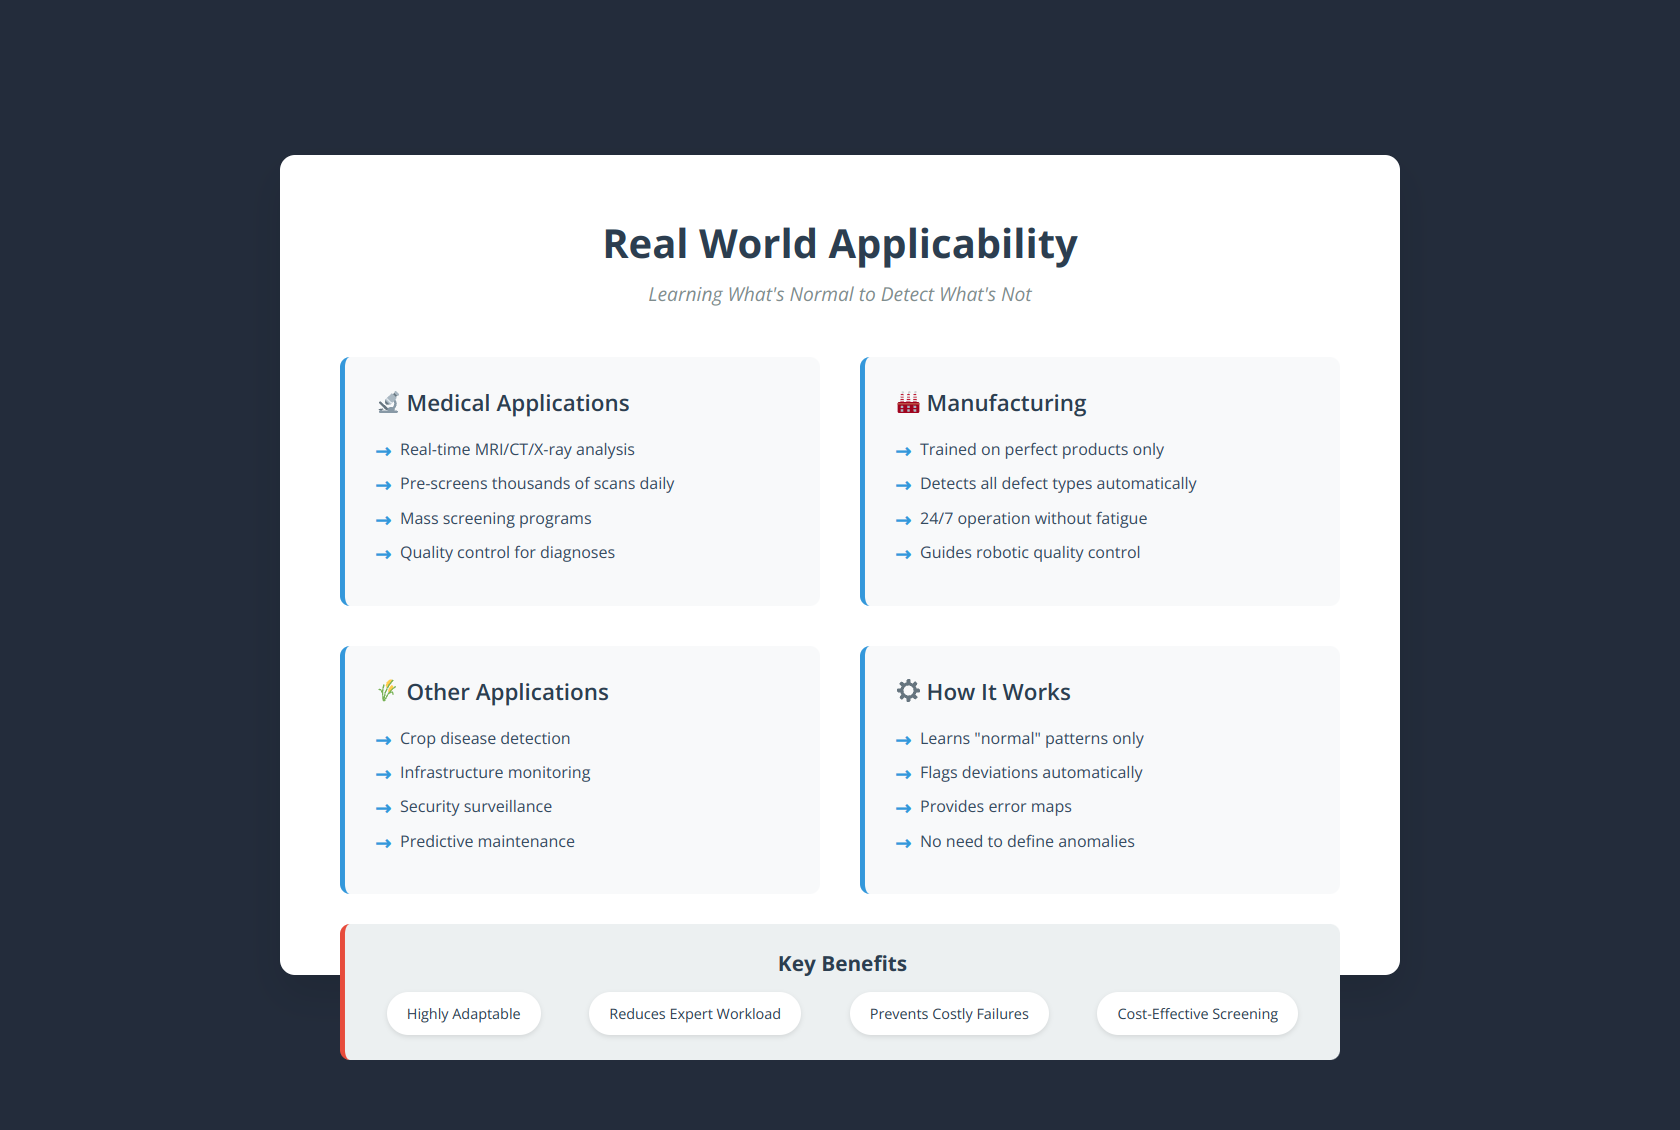 Real World Applicability
Learning What's Normal to Detect What's Not
🔬 Medical Applications
→ Real-time MRI/CT/X-ray analysis
→ Pre-screens thousands of scans daily
→ Mass screening programs
→ Quality control for diagnoses
🏭 Manufacturing
→ Trained on perfect products only
→ Detects all defect types automatically
→ 24/7 operation without fatigue
→ Guides robotic quality control
🌾 Other Applications
→ Crop disease detection
→ Infrastructure monitoring
→ Security surveillance
→ Predictive maintenance
⚙️ How It Works
→ Learns "normal" patterns only
→ Flags deviations automatically
→ Provides error maps
→ No need to define anomalies
Key Benefits
Highly Adaptable
Reduces Expert Workload
Prevents Costly Failures
Cost-Effective Screening